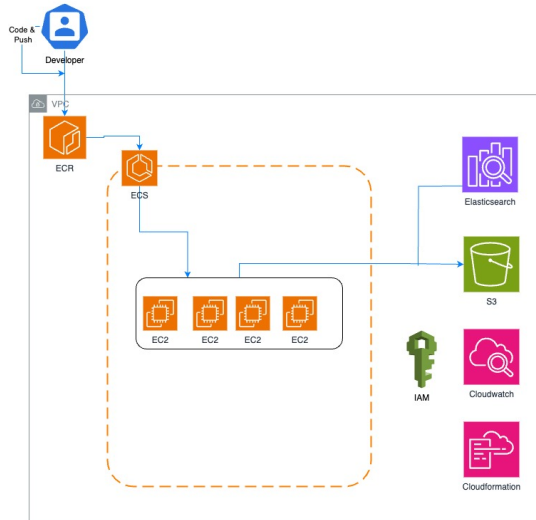 Code &
Push
Developer
VPC
ECR
ECS
Elasticsearch
S3
EC2
EC2
EC2
EC2
IAM
Cloudwatch
Cloudformation